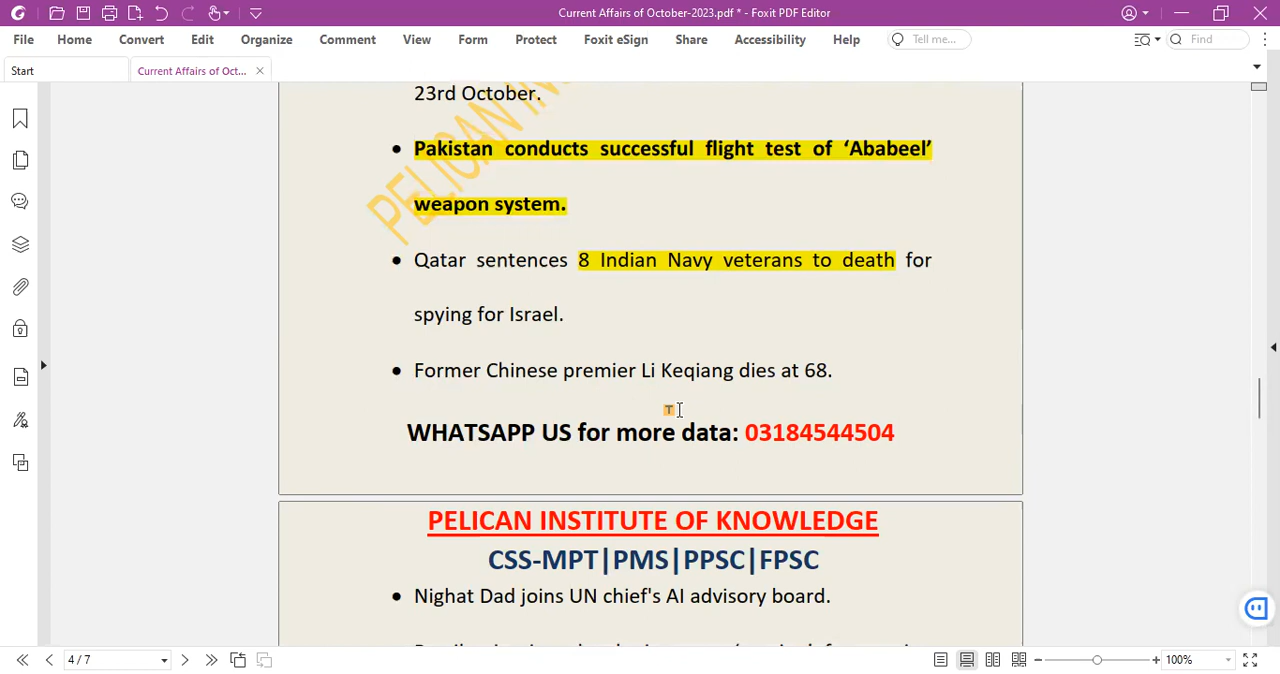 Current Affairs of October-2023.pdf * - Foxit PDF Editor
File Home Convert Edit Organize Comment View Form Protect Foxit eSign Share Accessibility Help Tell me... Find
Start Current Affairs of Oct...
23rd October.
PELICAN IN
• Pakistan conducts successful flight test of ‘Ababeel’
weapon system.
• Qatar sentences 8 Indian Navy veterans to death for
spying for Israel.
• Former Chinese premier Li Keqiang dies at 68.
T
WHATSAPP US for more data: 03184544504
PELICAN INSTITUTE OF KNOWLEDGE
CSS-MPT|PMS|PPSC|FPSC
• Nighat Dad joins UN chief's AI advisory board.
4 / 7 100%